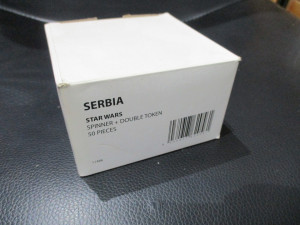 SERBIA
STAR WARS
SPINNER + DOUBLE TOKEN
50 PIECES